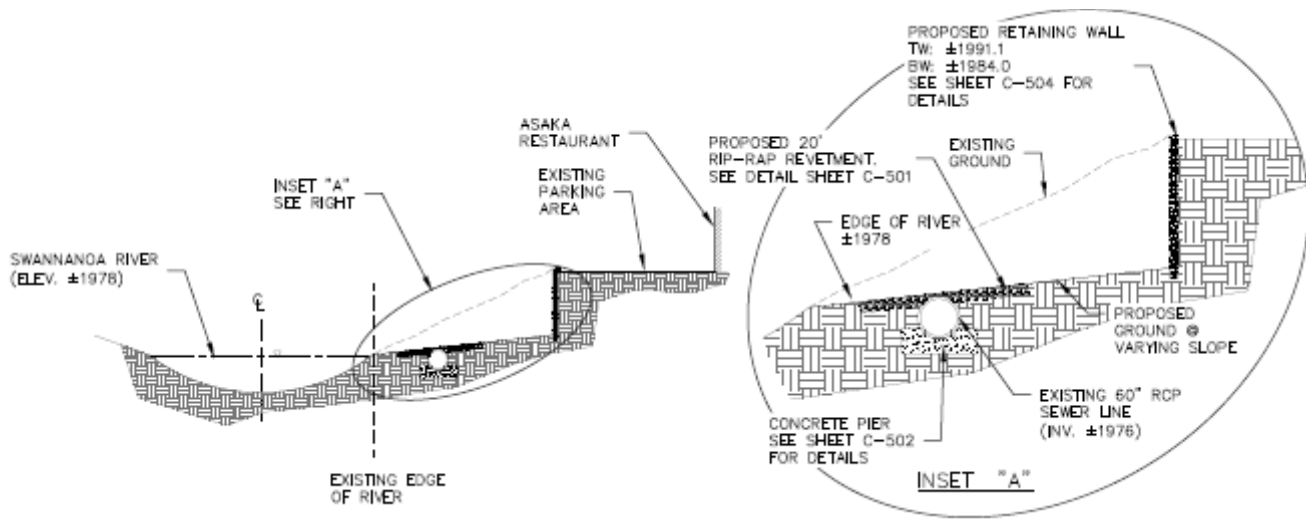 PROPOSED RETAINING WALL
TW: ±1991.1
BW: ±1984.0
SEE SHEET C-504 FOR
DETAILS
ASAKA
RESTAURANT
PROPOSED 20'
RIP-RAP REVETMENT.
SEE DETAIL SHEET C-501
EXISTING
GROUND
INSET "A"
SEE RIGHT
EXISTING
PARKING
AREA
EDGE OF RIVER
±1978
SWANNANOA RIVER
(ELEV. ±1978)
℄
PROPOSED
GROUND @
VARYING SLOPE
EXISTING 60" RCP
SEWER LINE
(INV. ±1976)
CONCRETE PIER
SEE SHEET C-502
FOR DETAILS
EXISTING EDGE
OF RIVER
INSET "A"